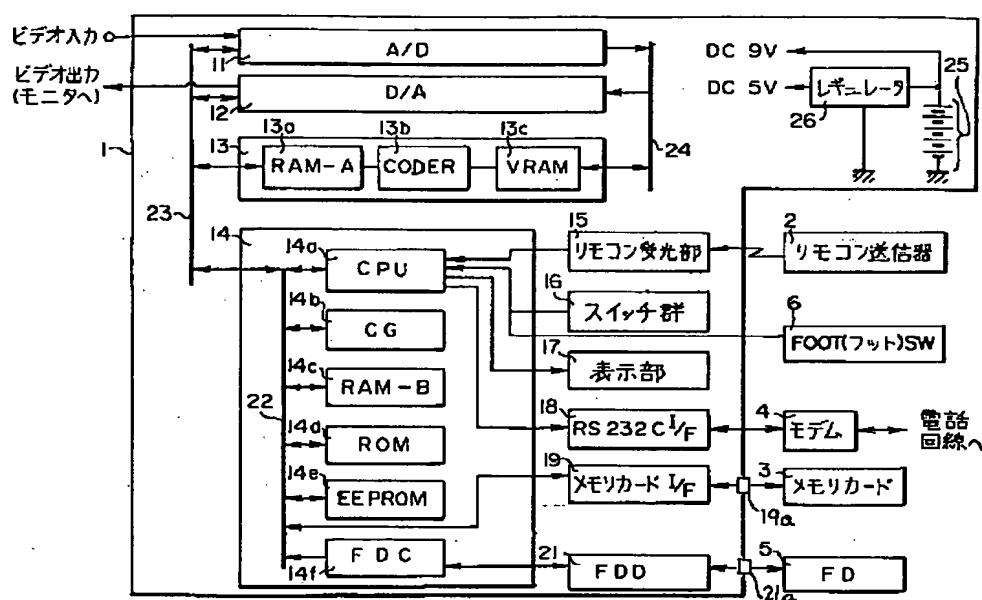 ビデオ入力
A/D
11
ビデオ出力
(モニタへ)
D/A
12
DC 9V
DC 5V
レギュレータ
26
25
1
13
13a
RAM-A
13b
CODER
13c
VRAM
24
23
14
14a
CPU
14b
CG
14c
RAM-B
22
14d
ROM
14e
EEPROM
FDC
14f
15
リモコン受光部
2
リモコン送信器
16
スイッチ群
6
FOOT(フット)SW
17
表示部
18
RS232C I/F
4
モデム
電話
回線へ
19
メモリカード I/F
19a
3
メモリカード
21
FDD
21a
5
FD